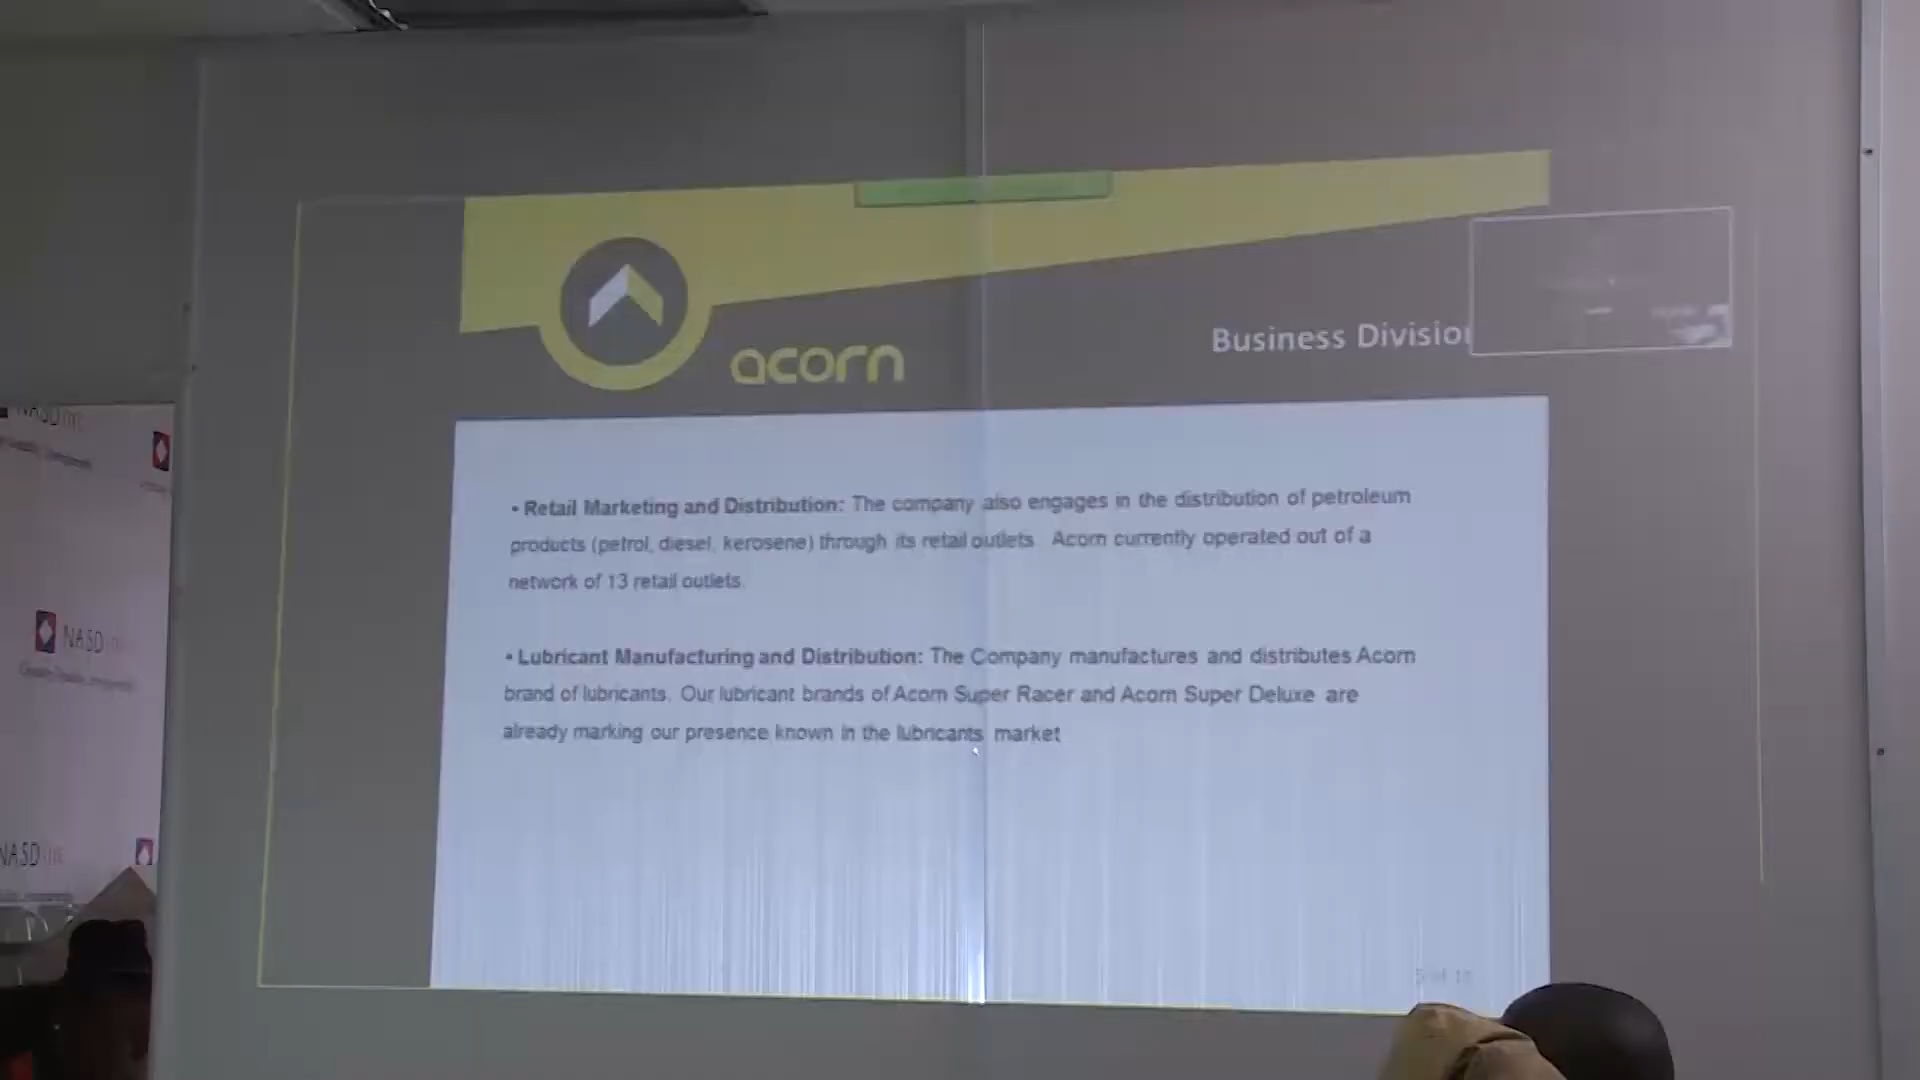 acorn
Business Divisio
• Retail Marketing and Distribution: The company also engages in the distribution of petroleum
products (petrol, diesel, kerosene) through its retail outlets. Acorn currently operated out of a
network of 13 retail outlets.
• Lubricant Manufacturing and Distribution: The Company manufactures and distributes Acorn
brand of lubricants. Our lubricant brands of Acorn Super Racer and Acorn Super Deluxe are
already marking our presence known in the lubricants market
NASD
NASD
NASD